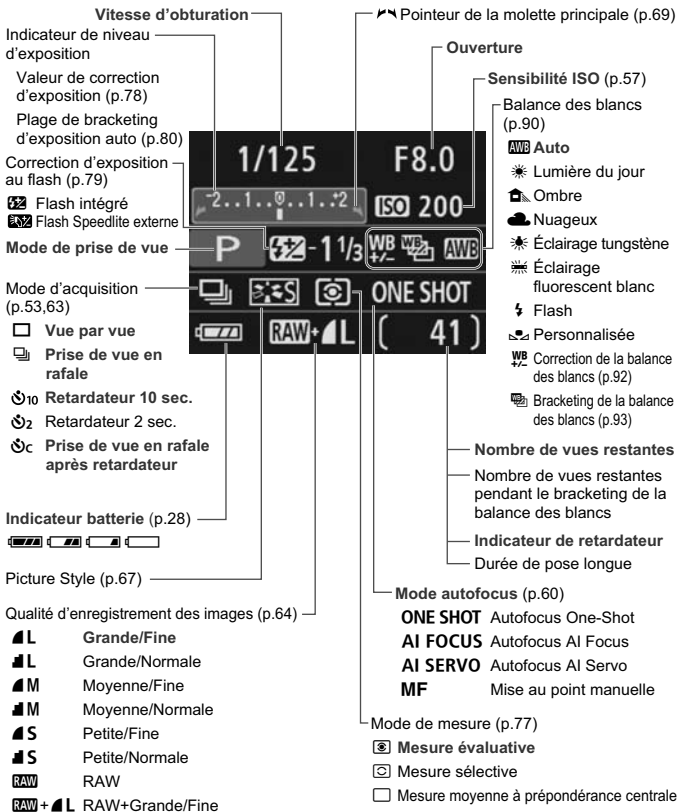 Vitesse d'obturation
Indicateur de niveau
d'exposition
Valeur de correction
d'exposition (p.78)
Plage de bracketing
d'exposition auto (p.80)
Correction d'exposition
au flash (p.79)
Flash intégré
Flash Speedlite externe
Mode de prise de vue
Mode d'acquisition
(p.53,63)
Vue par vue
Prise de vue en
rafale
10 Retardateur 10 sec.
2 Retardateur 2 sec.
C Prise de vue en rafale
après retardateur
Indicateur batterie (p.28)
Picture Style (p.67)
Qualité d'enregistrement des images (p.64)
L Grande/Fine
L Grande/Normale
M Moyenne/Fine
M Moyenne/Normale
S Petite/Fine
S Petite/Normale
RAW RAW
RAW+L RAW+Grande/Fine
1/125 F8.0
-2..1..0..1..+2 ISO 200
P -1 1/3 WB +/- WB AWB
S ONE SHOT
RAW+L [ 41 ]
Pointeur de la molette principale (p.69)
Ouverture
Sensibilité ISO (p.57)
Balance des blancs
(p.90)
AWB Auto
Lumière du jour
Ombre
Nuageux
Éclairage tungstène
Éclairage
fluorescent blanc
Flash
Personnalisée
WB +/- Correction de la balance
des blancs (p.92)
WB Bracketing de la balance
des blancs (p.93)
Nombre de vues restantes
Nombre de vues restantes
pendant le bracketing de la
balance des blancs
Indicateur de retardateur
Durée de pose longue
Mode autofocus (p.60)
ONE SHOT Autofocus One-Shot
AI FOCUS Autofocus AI Focus
AI SERVO Autofocus AI Servo
MF Mise au point manuelle
Mode de mesure (p.77)
Mesure évaluative
Mesure sélective
Mesure moyenne à prépondérance centrale